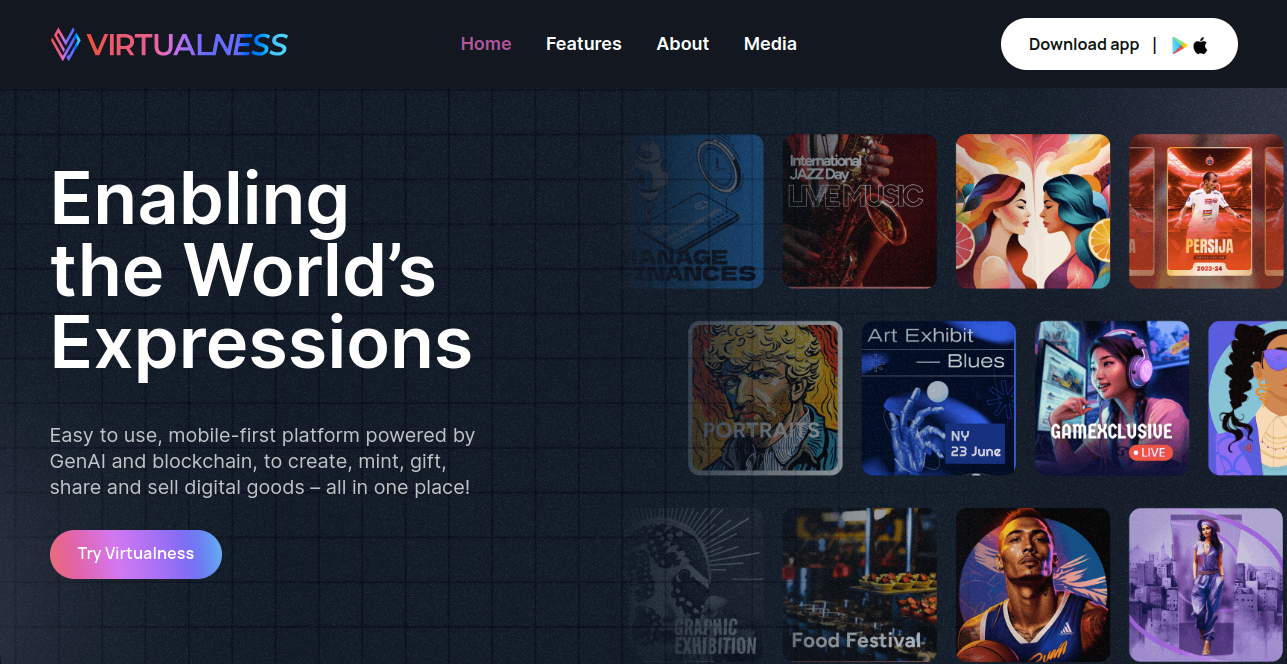 VIRTUALNESS
Home
Features
About
Media
Download app |
Enabling
the World’s
Expressions
Easy to use, mobile-first platform powered by
GenAI and blockchain, to create, mint, gift,
share and sell digital goods – all in one place!
Try Virtualness
International
JAZZ Day
LIVE MUSIC
PERSIJA
2023-24
PORTRAITS
Art Exhibit
— Blues
NY
23 June
GAMEXCLUSIVE
LIVE
GRAPHIC
EXHIBITION
Food Festival